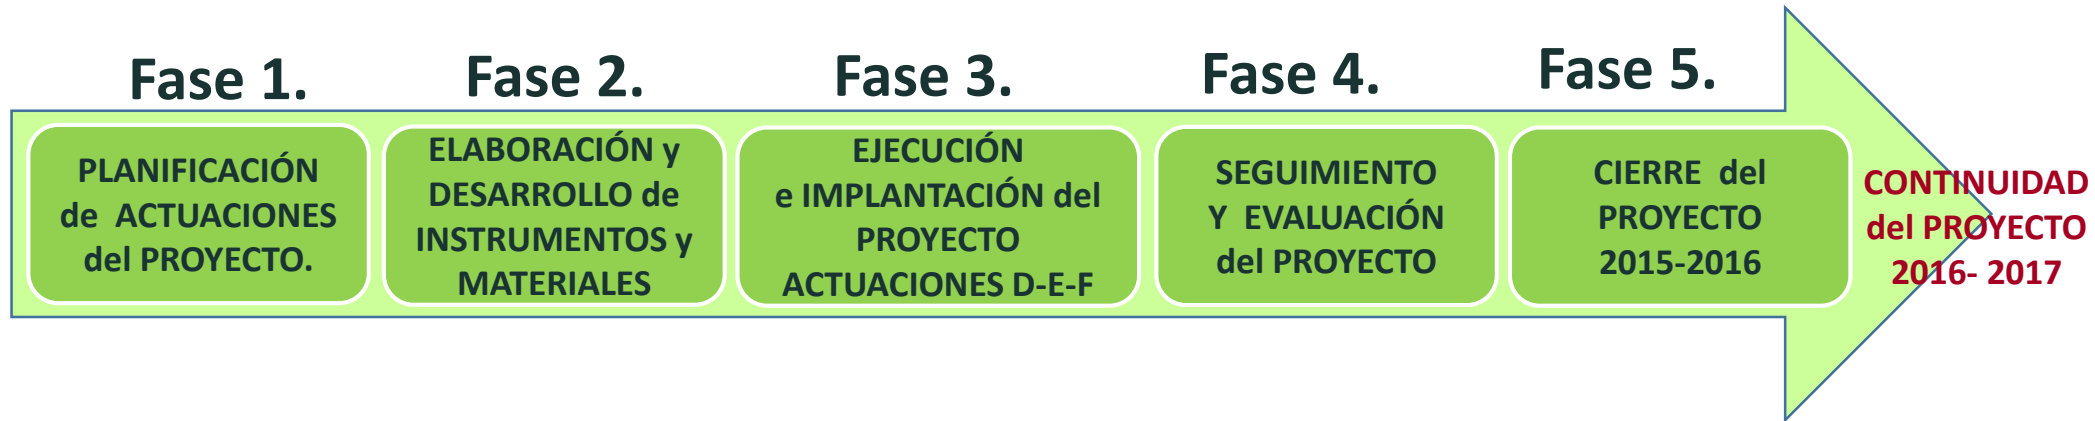 Fase 1.
PLANIFICACIÓN
de ACTUACIONES
del PROYECTO.
Fase 2.
ELABORACIÓN y
DESARROLLO de
INSTRUMENTOS y
MATERIALES
Fase 3.
EJECUCIÓN
e IMPLANTACIÓN del
PROYECTO
ACTUACIONES D-E-F
Fase 4.
SEGUIMIENTO
Y EVALUACIÓN
del PROYECTO
Fase 5.
CIERRE del
PROYECTO
2015-2016
CONTINUIDAD
del PROYECTO
2016- 2017